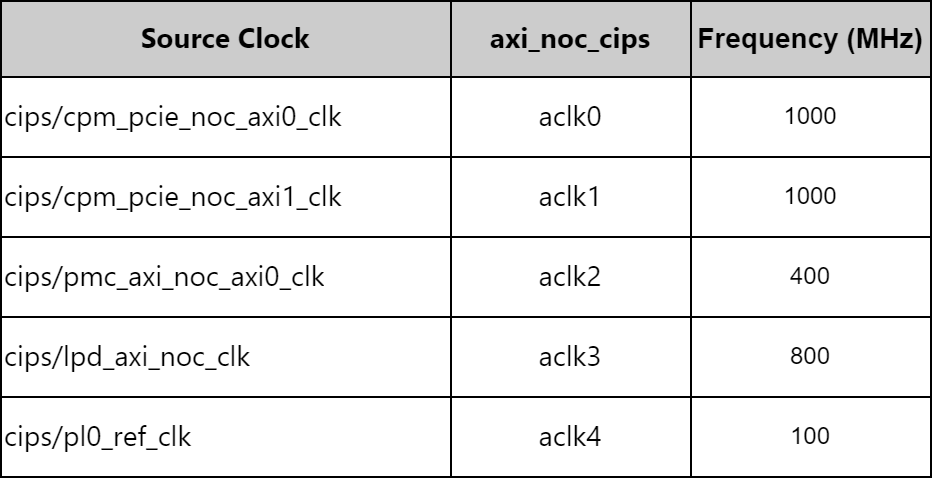 Source Clock axi_noc_cips Frequency (MHz)
cips/cpm_pcie_noc_axi0_clk aclk0 1000
cips/cpm_pcie_noc_axi1_clk aclk1 1000
cips/pmc_axi_noc_axi0_clk aclk2 400
cips/lpd_axi_noc_clk aclk3 800
cips/pl0_ref_clk aclk4 100